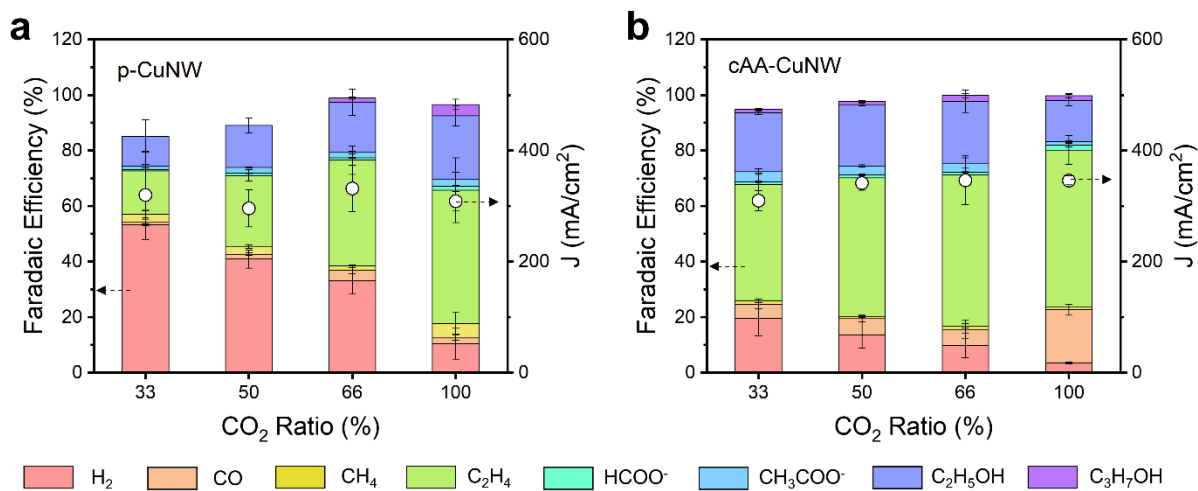 a
p-CuNW
Faradaic Efficiency (%)
0
20
40
60
80
100
120
33
50
66
100
CO₂ Ratio (%)
0
200
400
600
J (mA/cm²)
b
cAA-CuNW
Faradaic Efficiency (%)
0
20
40
60
80
100
120
33
50
66
100
CO₂ Ratio (%)
0
200
400
600
J (mA/cm²)
H₂
CO
CH₄
C₂H₄
HCOO⁻
CH₃COO⁻
C₂H₅OH
C₃H₇OH